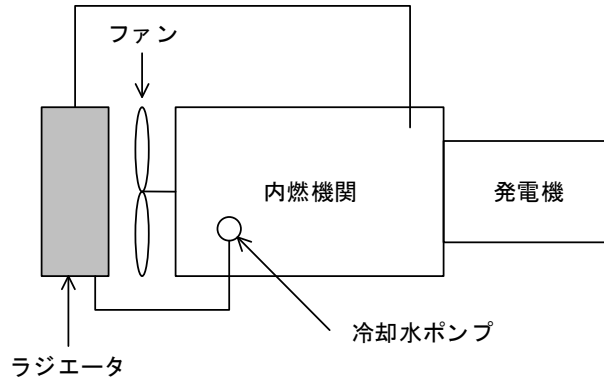 ファン
内燃機関
発電機
冷却水ポンプ
ラジエータ